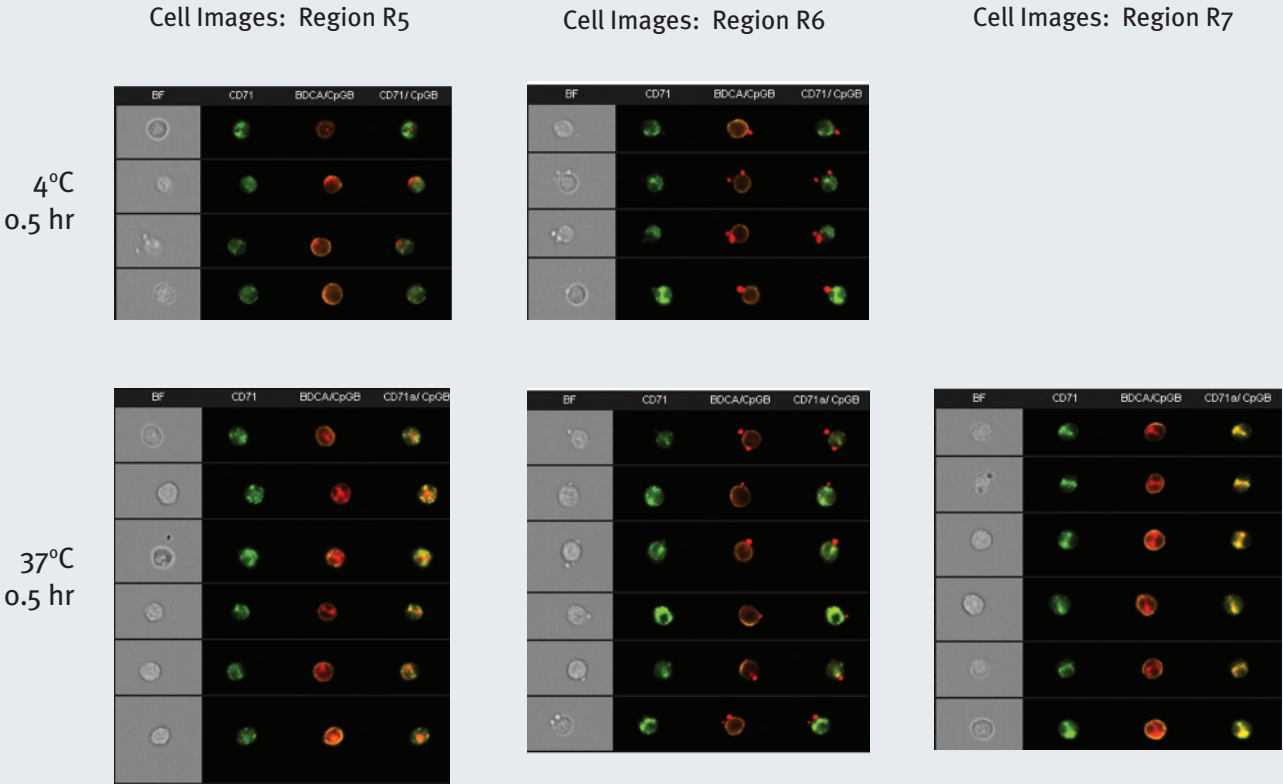 Cell Images: Region R5
Cell Images: Region R6
Cell Images: Region R7
4°C
0.5 hr
BF CD71 BDCA/CpGB CD71/ CpGB
BF CD71 BDCA/CpGB CD71/ CpGB
37°C
0.5 hr
BF CD71 BDCA/CpGB CD71a/ CpGB
BF CD71 BDCA/CpGB CD71a/ CpGB
BF CD71 BDCA/CpGB CD71a/ CpGB